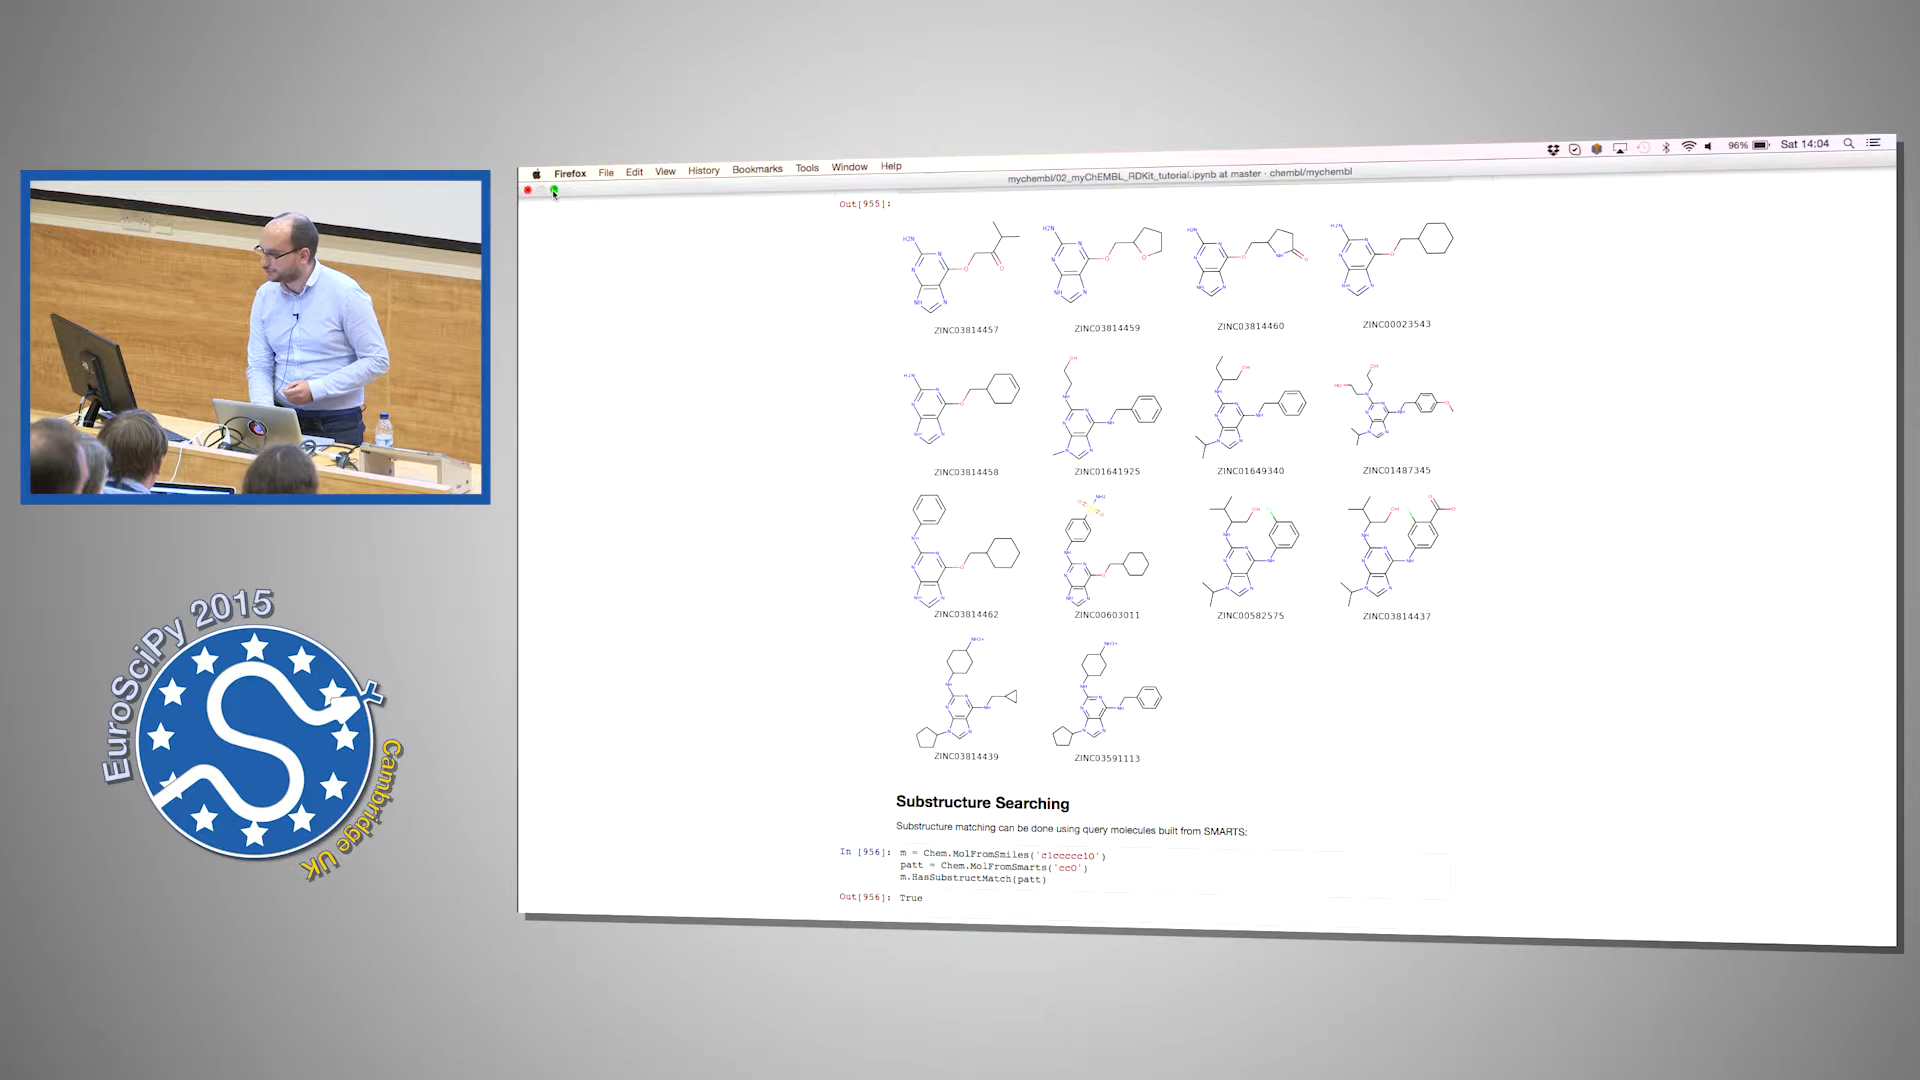 Firefox File Edit View History Bookmarks Tools Window Help
96% Sat 14:04
mychembl/02_myChEMBL_RDKit_tutorial.ipynb at master · chembl/mychembl
Out[955]:
ZINC03814457 ZINC03814459 ZINC03814460 ZINC00023543
ZINC03814458 ZINC01641925 ZINC01649340 ZINC01487345
ZINC03814462 ZINC00603011 ZINC00582575 ZINC03814437
ZINC03814439 ZINC03591113
Substructure Searching
Substructure matching can be done using query molecules built from SMARTS:
In [956]: m = Chem.MolFromSmiles('c1ccccc1O')
patt = Chem.MolFromSmarts('ccO')
m.HasSubstructMatch(patt)
Out[956]: True
EuroSciPy 2015
Cambridge UK